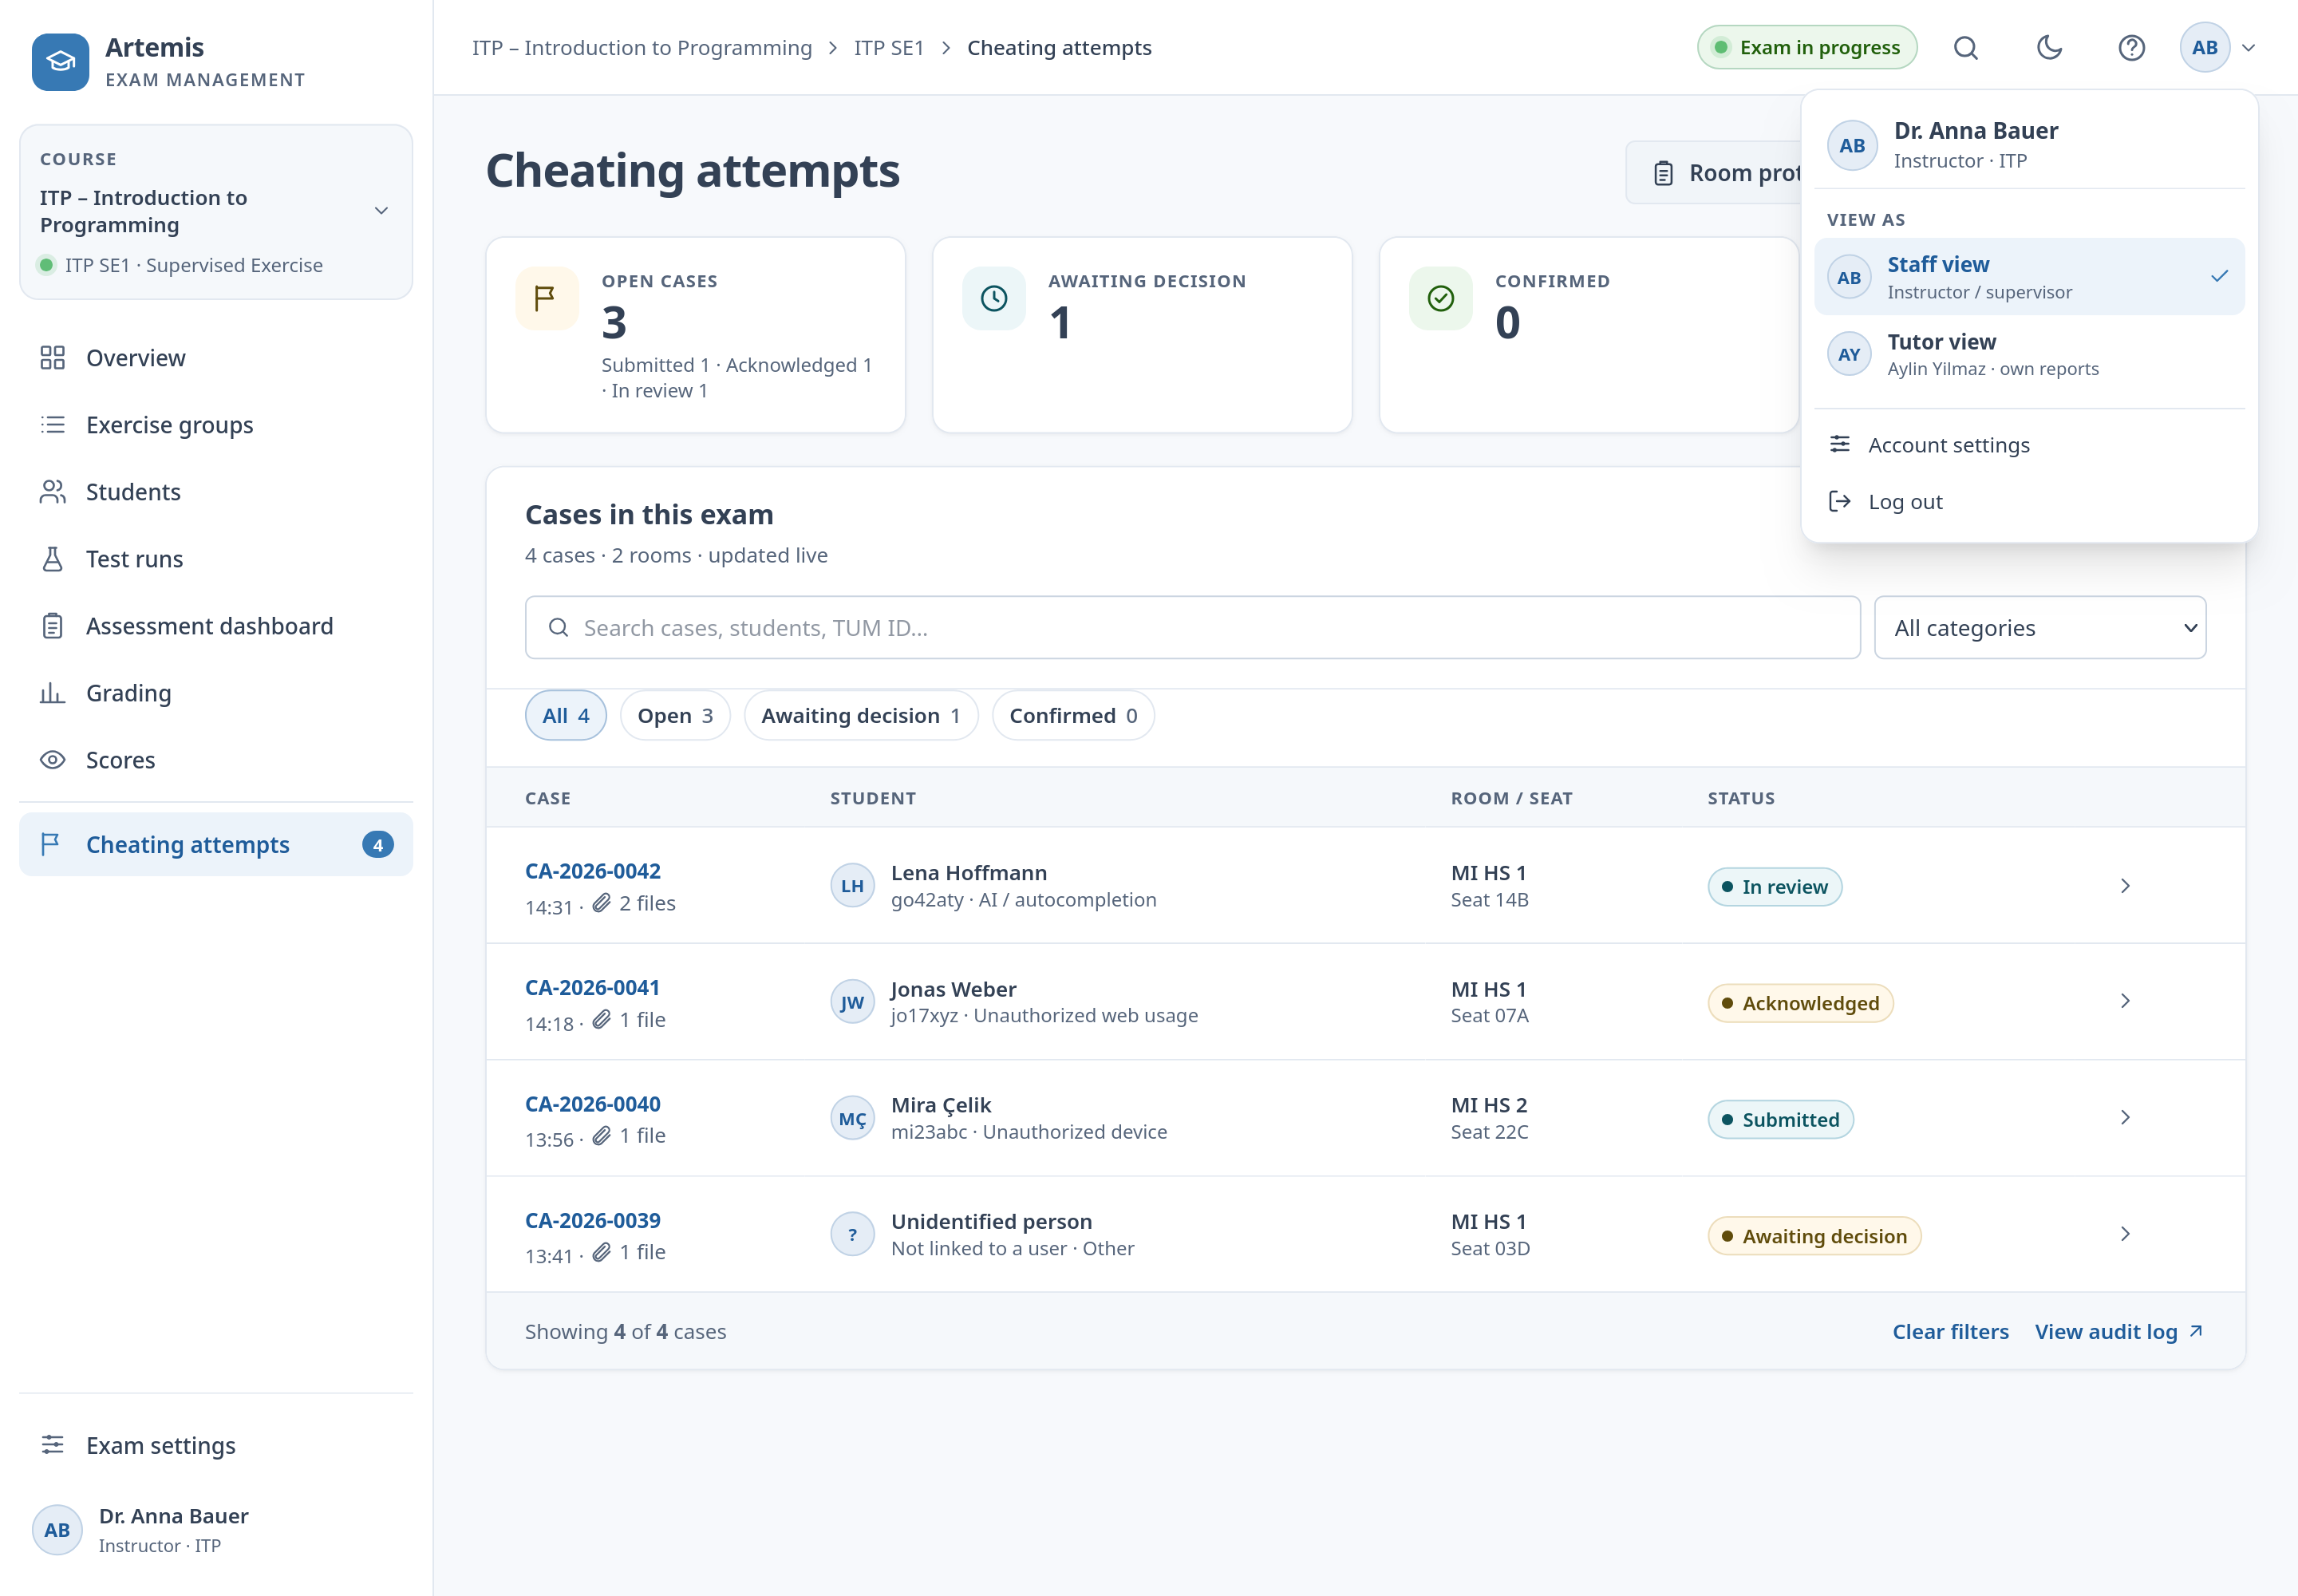 Artemis
EXAM MANAGEMENT
COURSE
ITP – Introduction to
Programming
ITP SE1 · Supervised Exercise
Overview
Exercise groups
Students
Test runs
Assessment dashboard
Grading
Scores
Cheating attempts 4
Exam settings
AB Dr. Anna Bauer
Instructor · ITP
ITP – Introduction to Programming > ITP SE1 > Cheating attempts
Exam in progress
AB
Cheating attempts
Room
AB Dr. Anna Bauer
Instructor · ITP
VIEW AS
AB Staff view
Instructor / supervisor
AY Tutor view
Aylin Yilmaz · own reports
Account settings
Log out
OPEN CASES
3
Submitted 1 · Acknowledged 1
· In review 1
AWAITING DECISION
1
CONFIRMED
0
Cases in this exam
4 cases · 2 rooms · updated live
Search cases, students, TUM ID...
All categories
All 4 Open 3 Awaiting decision 1 Confirmed 0
CASE STUDENT ROOM / SEAT STATUS
CA-2026-0042
14:31 · 2 files
LH Lena Hoffmann
go42aty · AI / autocompletion
MI HS 1
Seat 14B
In review
CA-2026-0041
14:18 · 1 file
JW Jonas Weber
jo17xyz · Unauthorized web usage
MI HS 1
Seat 07A
Acknowledged
CA-2026-0040
13:56 · 1 file
MÇ Mira Çelik
mi23abc · Unauthorized device
MI HS 2
Seat 22C
Submitted
CA-2026-0039
13:41 · 1 file
? Unidentified person
Not linked to a user · Other
MI HS 1
Seat 03D
Awaiting decision
Showing 4 of 4 cases
Clear filters View audit log